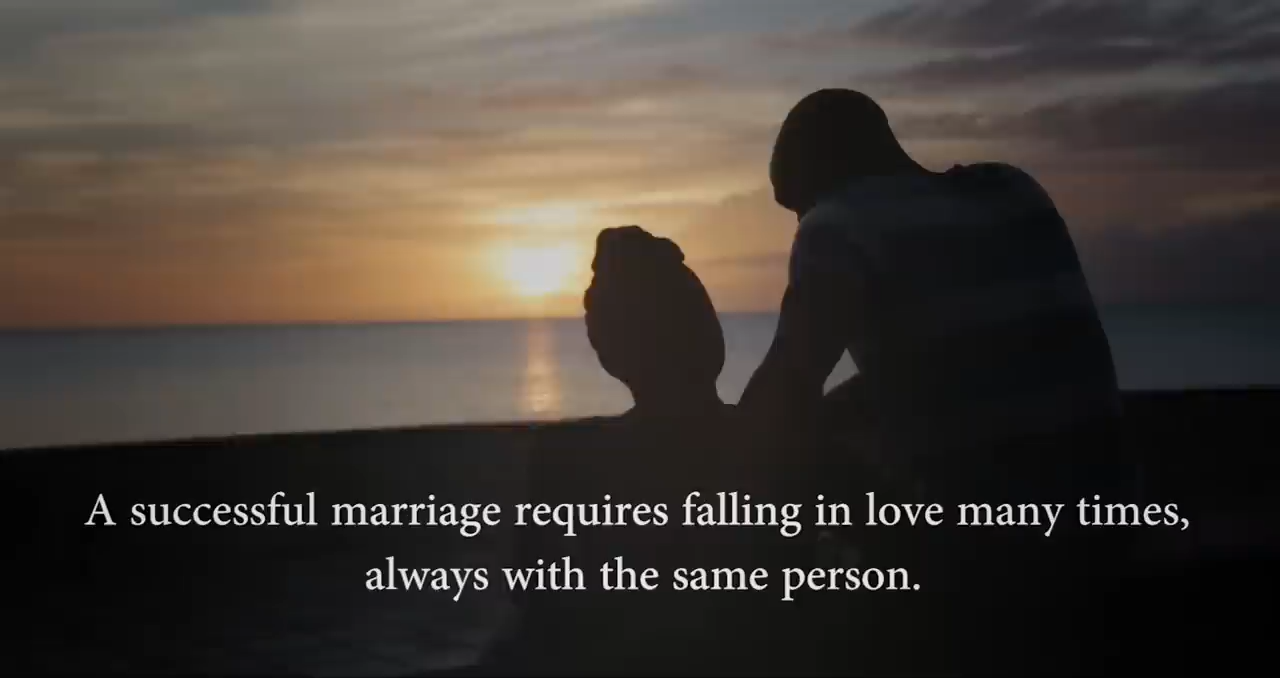 A successful marriage requires falling in love many times,
always with the same person.